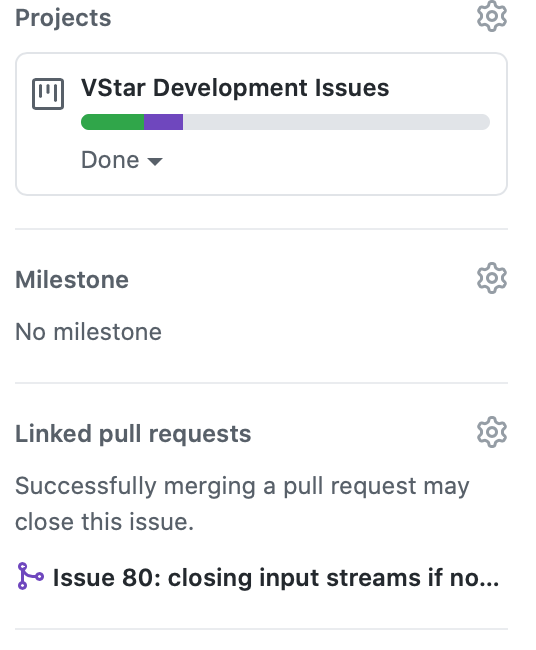 Projects
VStar Development Issues
Done
Milestone
No milestone
Linked pull requests
Successfully merging a pull request may
close this issue.
Issue 80: closing input streams if no...